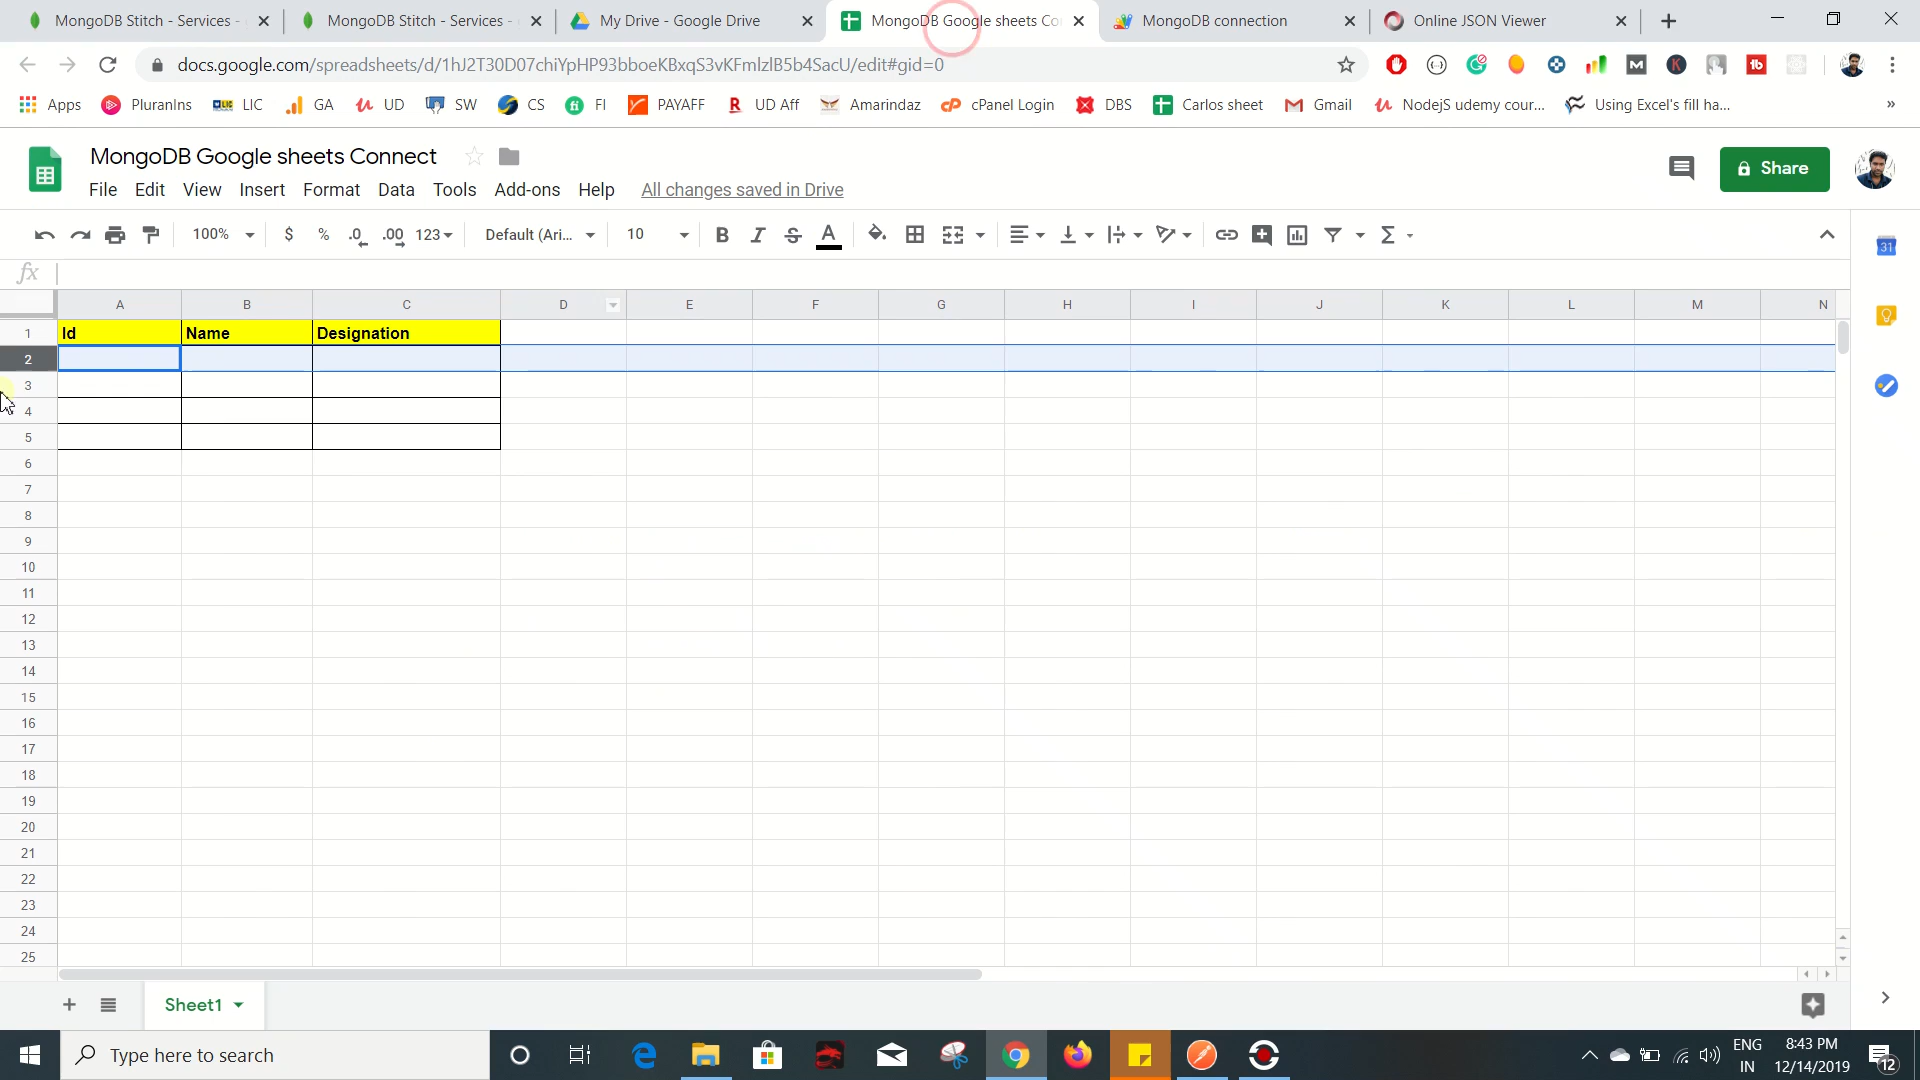 MongoDB Stitch - Services -
MongoDB Stitch - Services -
My Drive - Google Drive
MongoDB Google sheets Co
MongoDB connection
Online JSON Viewer
docs.google.com/spreadsheets/d/1hJ2T30D07chiYpHP93bboeKBxqS3vKFmlzlB5b4SacU/edit#gid=0
Apps PluranIns LIC GA UD SW CS FI PAYAFF UD Aff Amarindaz cPanel Login DBS Carlos sheet Gmail NodeJS udemy cour... Using Excel's fill ha... »
MongoDB Google sheets Connect
Share
File Edit View Insert Format Data Tools Add-ons Help All changes saved in Drive
100% $ % .0 .00 123 Default (Ari... 10 B I S A Σ
31
fx
A B C D E F G H I J K L M N
1 Id Name Designation
2
3
4
5
6
7
8
9
10
11
12
13
14
15
16
17
18
19
20
21
22
23
24
25
Sheet1
Type here to search
ENG
IN
8:43 PM
12/14/2019
12